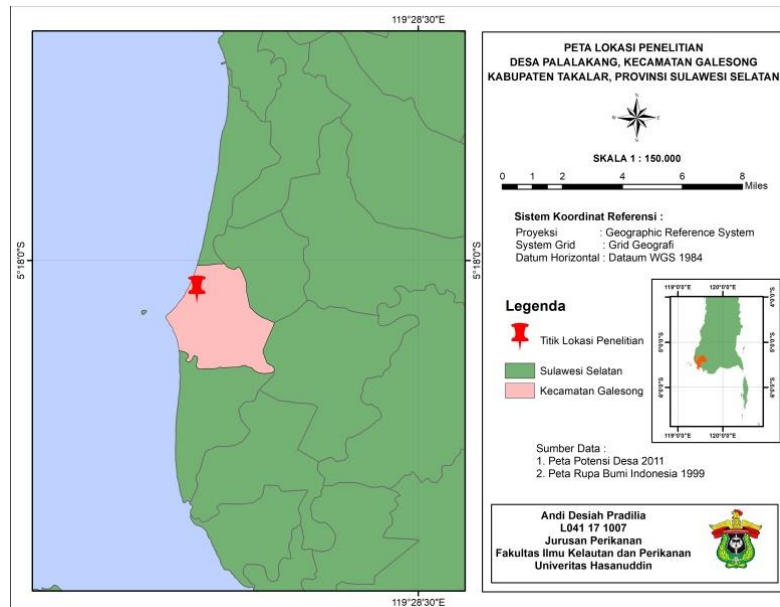 119°28'30"E
5°18'0"S
5°18'0"S
119°28'30"E
PETA LOKASI PENELITIAN
DESA PALALAKANG, KECAMATAN GALESONG
KABUPATEN TAKALAR, PROVINSI SULAWESI SELATAN
N
W
E
S
SKALA 1 : 150.000
0 1 2 4 6 8
Miles
Sistem Koordinat Referensi :
Proyeksi : Geographic Reference System
System Grid : Grid Geografi
Datum Horizontal : Dataum WGS 1984
Legenda
Titik Lokasi Penelitian
Sulawesi Selatan
Kecamatan Galesong
119°0'0"E 120°0'0"E
119°0'0"E 120°0'0"E
Sumber Data :
1. Peta Potensi Desa 2011
2. Peta Rupa Bumi Indonesia 1999
Andi Desiah Pradilia
L041 17 1007
Jurusan Perikanan
Fakultas Ilmu Kelautan dan Perikanan
Univeritas Hasanuddin